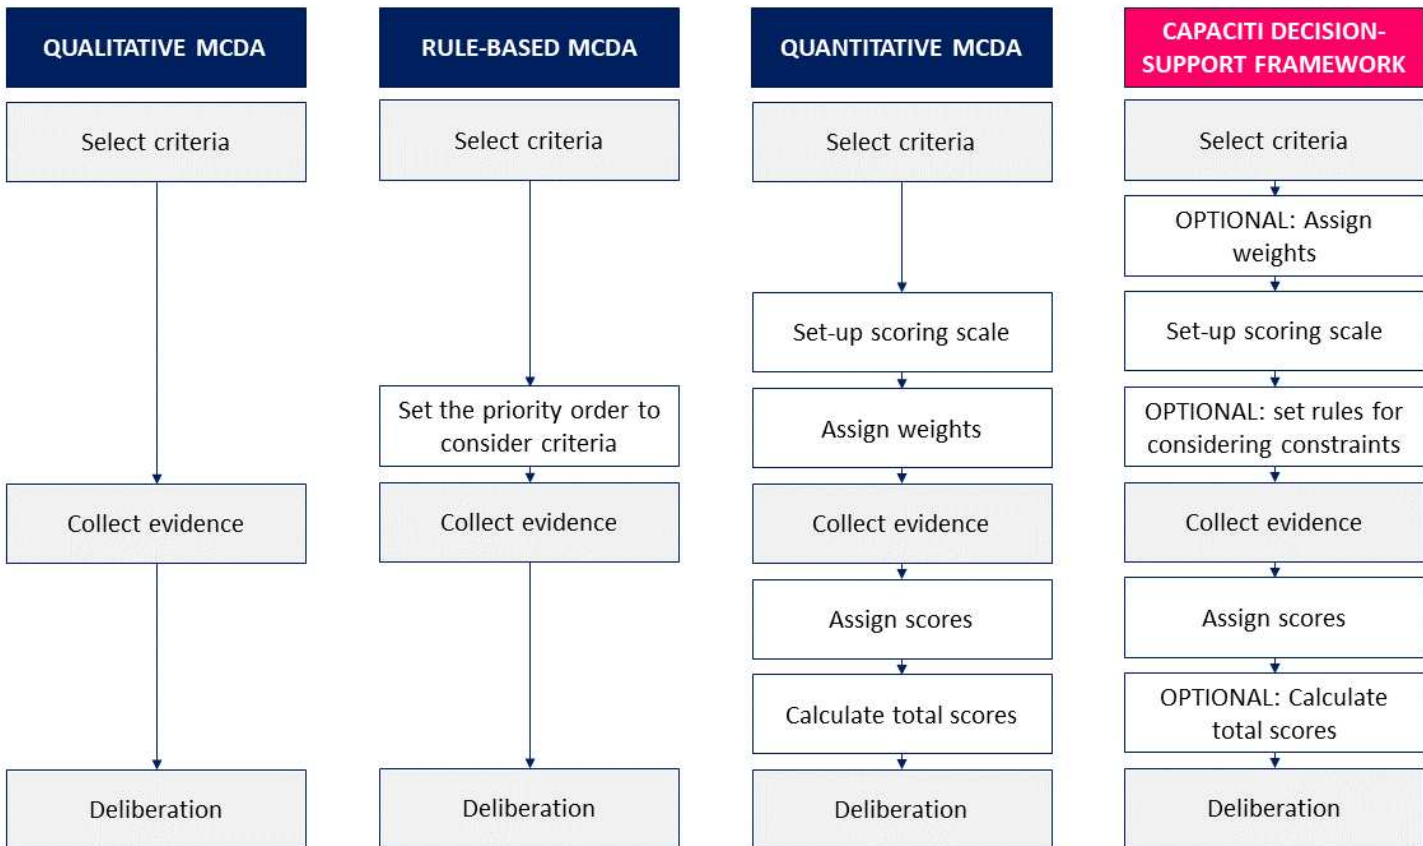 QUALITATIVE MCDA
Select criteria
Collect evidence
Deliberation
RULE-BASED MCDA
Select criteria
Set the priority order to
consider criteria
Collect evidence
Deliberation
QUANTITATIVE MCDA
Select criteria
Set-up scoring scale
Assign weights
Collect evidence
Assign scores
Calculate total scores
Deliberation
CAPACITI DECISION-
SUPPORT FRAMEWORK
Select criteria
OPTIONAL: Assign
weights
Set-up scoring scale
OPTIONAL: set rules for
considering constraints
Collect evidence
Assign scores
OPTIONAL: Calculate
total scores
Deliberation